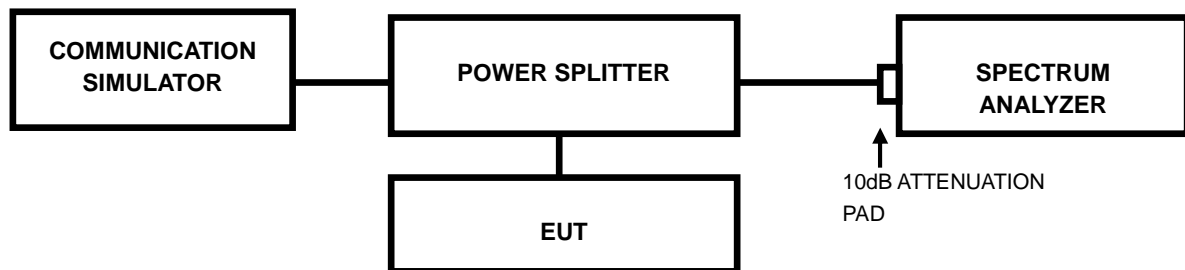 COMMUNICATION
SIMULATOR
POWER SPLITTER
SPECTRUM
ANALYZER
10dB ATTENUATION
PAD
EUT